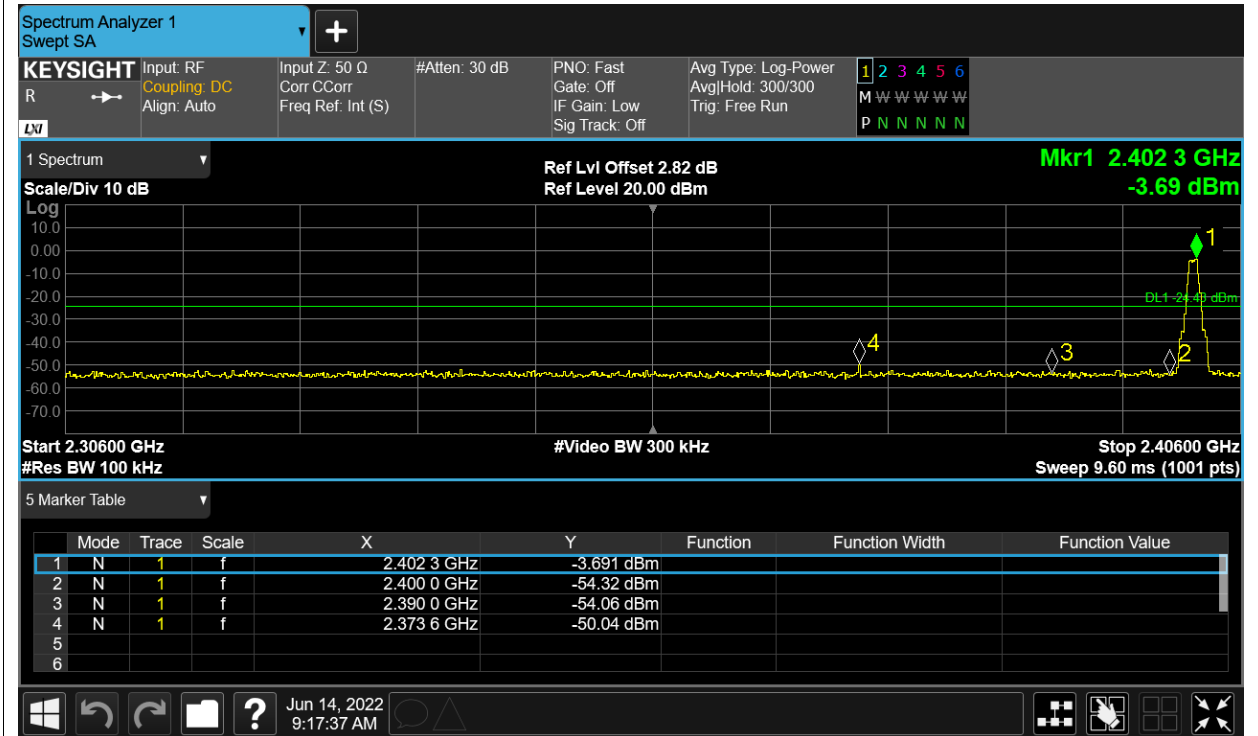 Spectrum Analyzer 1
Swept SA
KEYSIGHT
R
LXI
Input: RF
Coupling: DC
Align: Auto
Input Z: 50 Ω
Corr CCorr
Freq Ref: Int (S)
#Atten: 30 dB
PNO: Fast
Gate: Off
IF Gain: Low
Sig Track: Off
Avg Type: Log-Power
Avg|Hold: 300/300
Trig: Free Run
1 2 3 4 5 6
M W W W W W
P N N N N N
1 Spectrum
Scale/Div 10 dB
Ref Lvl Offset 2.82 dB
Ref Level 20.00 dBm
Mkr1 2.402 3 GHz
-3.69 dBm
Log
10.0
0.00
-10.0
-20.0
-30.0
-40.0
-50.0
-60.0
-70.0
1
DL1 -24.43 dBm
4
3
2
Start 2.30600 GHz
#Res BW 100 kHz
#Video BW 300 kHz
Stop 2.40600 GHz
Sweep 9.60 ms (1001 pts)
5 Marker Table
Mode Trace Scale X Y Function Function Width Function Value
1 N 1 f 2.402 3 GHz -3.691 dBm
2 N 1 f 2.400 0 GHz -54.32 dBm
3 N 1 f 2.390 0 GHz -54.06 dBm
4 N 1 f 2.373 6 GHz -50.04 dBm
5
6
?
Jun 14, 2022
9:17:37 AM